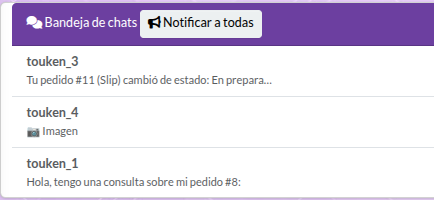 Bandeja de chats Notificar a todas
touken_3
Tu pedido #11 (Slip) cambió de estado: En prepara...
touken_4
📷 Imagen
touken_1
Hola, tengo una consulta sobre mi pedido #8: